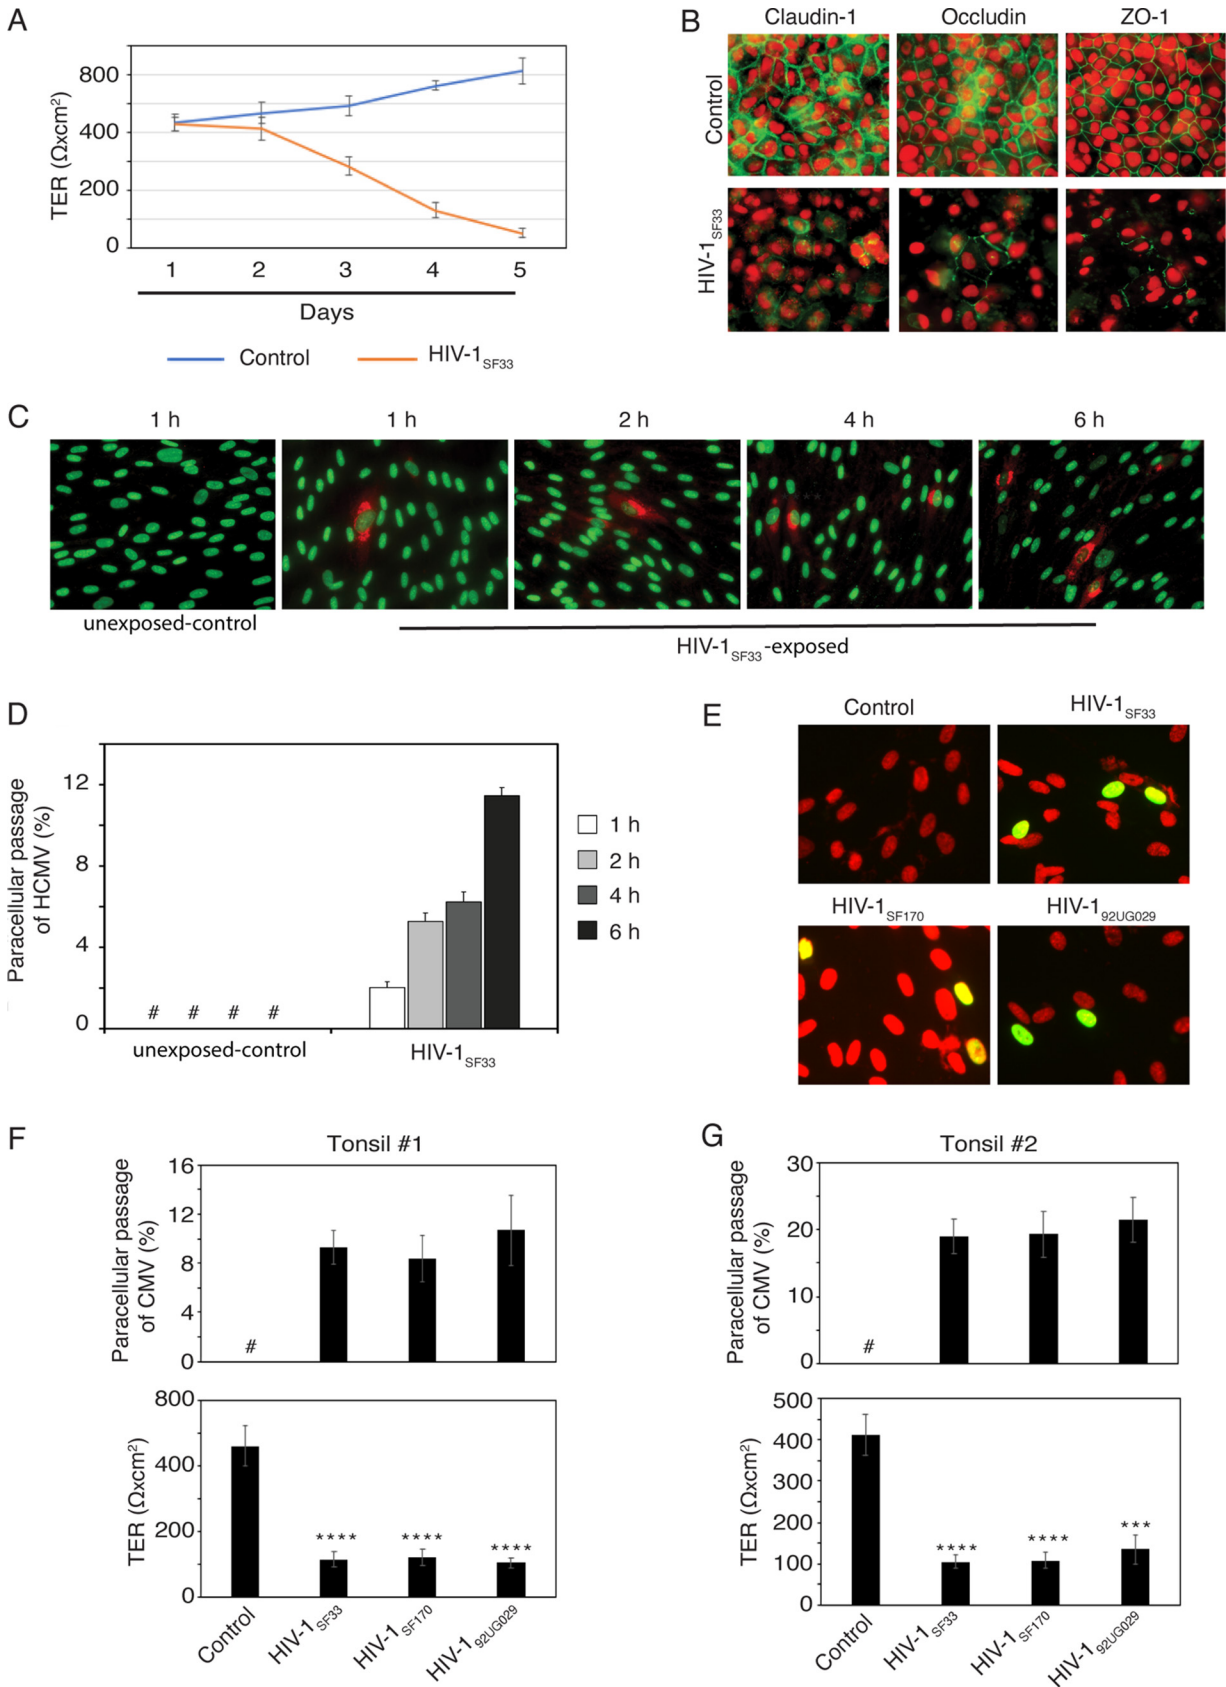 A
TER (Ωxcm²)
800
400
200
0
1 2 3 4 5
Days
Control HIV-1SF33
B
Claudin-1 Occludin ZO-1
Control
HIV-1SF33
C
1 h 1 h 2 h 4 h 6 h
unexposed-control
HIV-1SF33-exposed
D
Paracellular passage
of HCMV (%)
12
8
4
0
# # # #
unexposed-control HIV-1SF33
1 h
2 h
4 h
6 h
E
Control HIV-1SF33
HIV-1SF170 HIV-192UG029
F
Tonsil #1
Paracellular passage
of CMV (%)
16
12
8
4
0
#
TER (Ωxcm²)
800
400
200
0
**** **** ****
Control HIV-1SF33 HIV-1SF170 HIV-192UG029
G
Tonsil #2
Paracellular passage
of CMV (%)
30
20
10
0
#
TER (Ωxcm²)
500
400
300
200
100
0
**** **** ***
Control HIV-1SF33 HIV-1SF170 HIV-192UG029